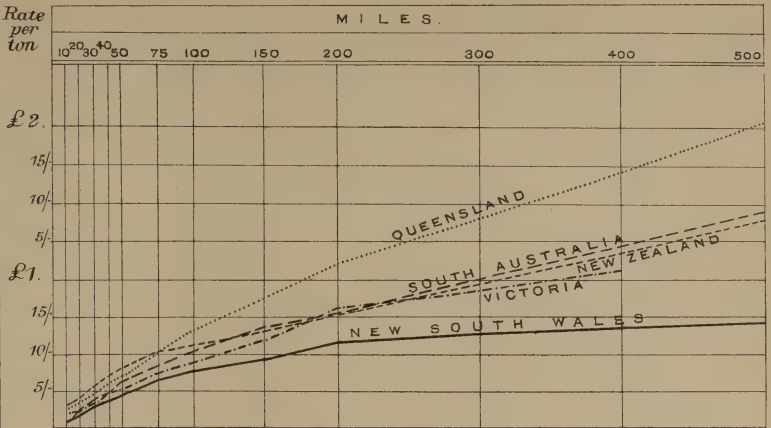 Rate
per
ton
MILES.
10 20 30 40 50 75 100 150 200 300 400 500
£2.
15/-
10/-
5/-
£1.
15/-
10/-
5/-
QUEENSLAND
SOUTH AUSTRALIA
NEW ZEALAND
VICTORIA
NEW SOUTH WALES